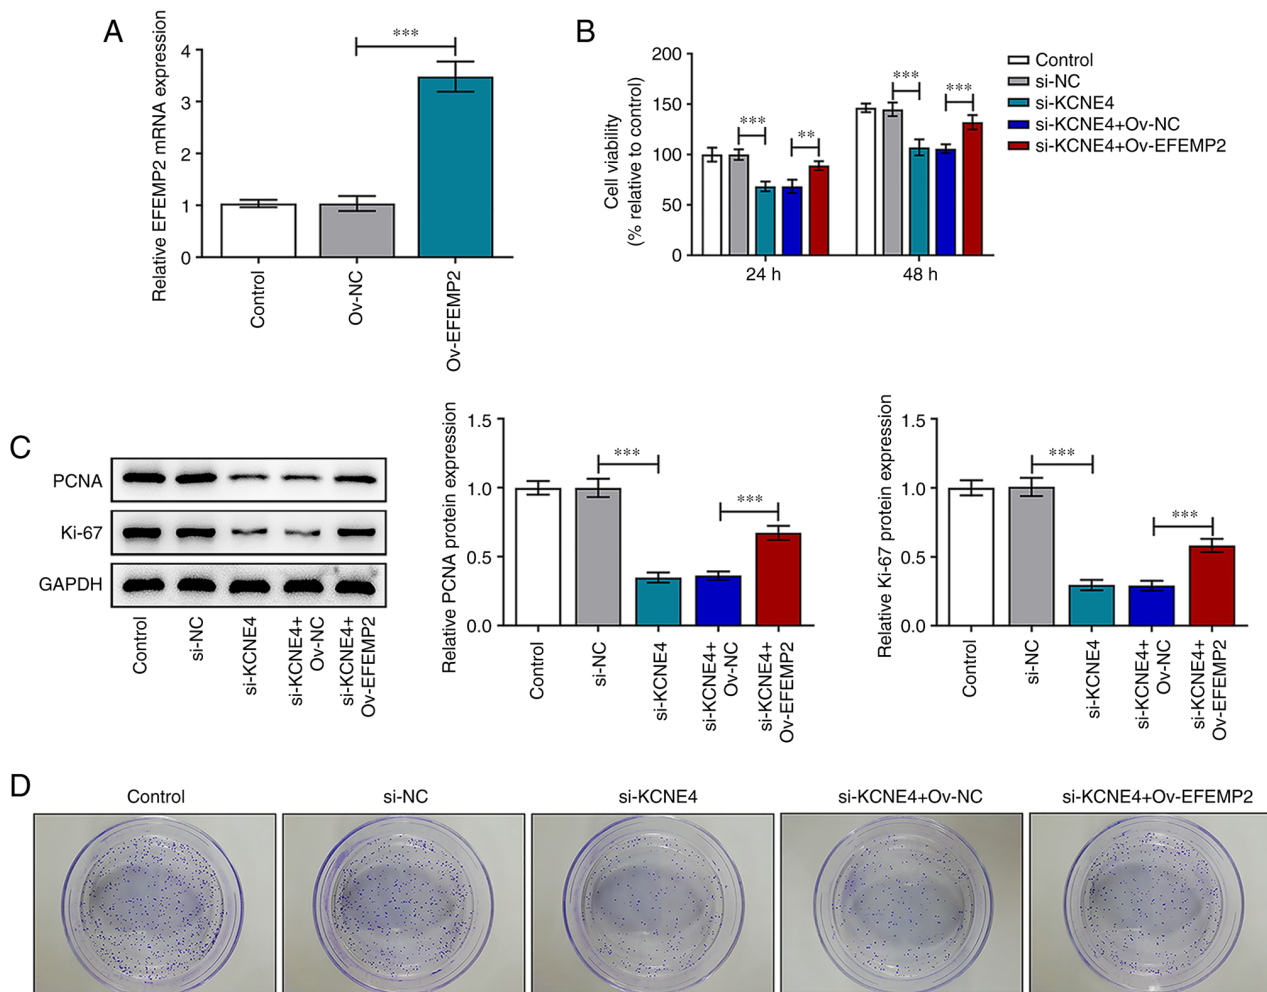 A
Relative EFEMP2 mRNA expression
4
3
2
1
0
***
Control
Ov-NC
Ov-EFEMP2
B
Cell viability
(% relative to control)
200
150
100
50
0
***
**
***
***
24 h
48 h
Control
si-NC
si-KCNE4
si-KCNE4+Ov-NC
si-KCNE4+Ov-EFEMP2
C
PCNA
Ki-67
GAPDH
Control
si-NC
si-KCNE4
si-KCNE4+
Ov-NC
si-KCNE4+
Ov-EFEMP2
Relative PCNA protein expression
1.5
1.0
0.5
0.0
***
***
Control
si-NC
si-KCNE4
si-KCNE4+
Ov-NC
si-KCNE4+
Ov-EFEMP2
Relative Ki-67 protein expression
1.5
1.0
0.5
0.0
***
***
Control
si-NC
si-KCNE4
si-KCNE4+
Ov-NC
si-KCNE4+
Ov-EFEMP2
D
Control
si-NC
si-KCNE4
si-KCNE4+Ov-NC
si-KCNE4+Ov-EFEMP2